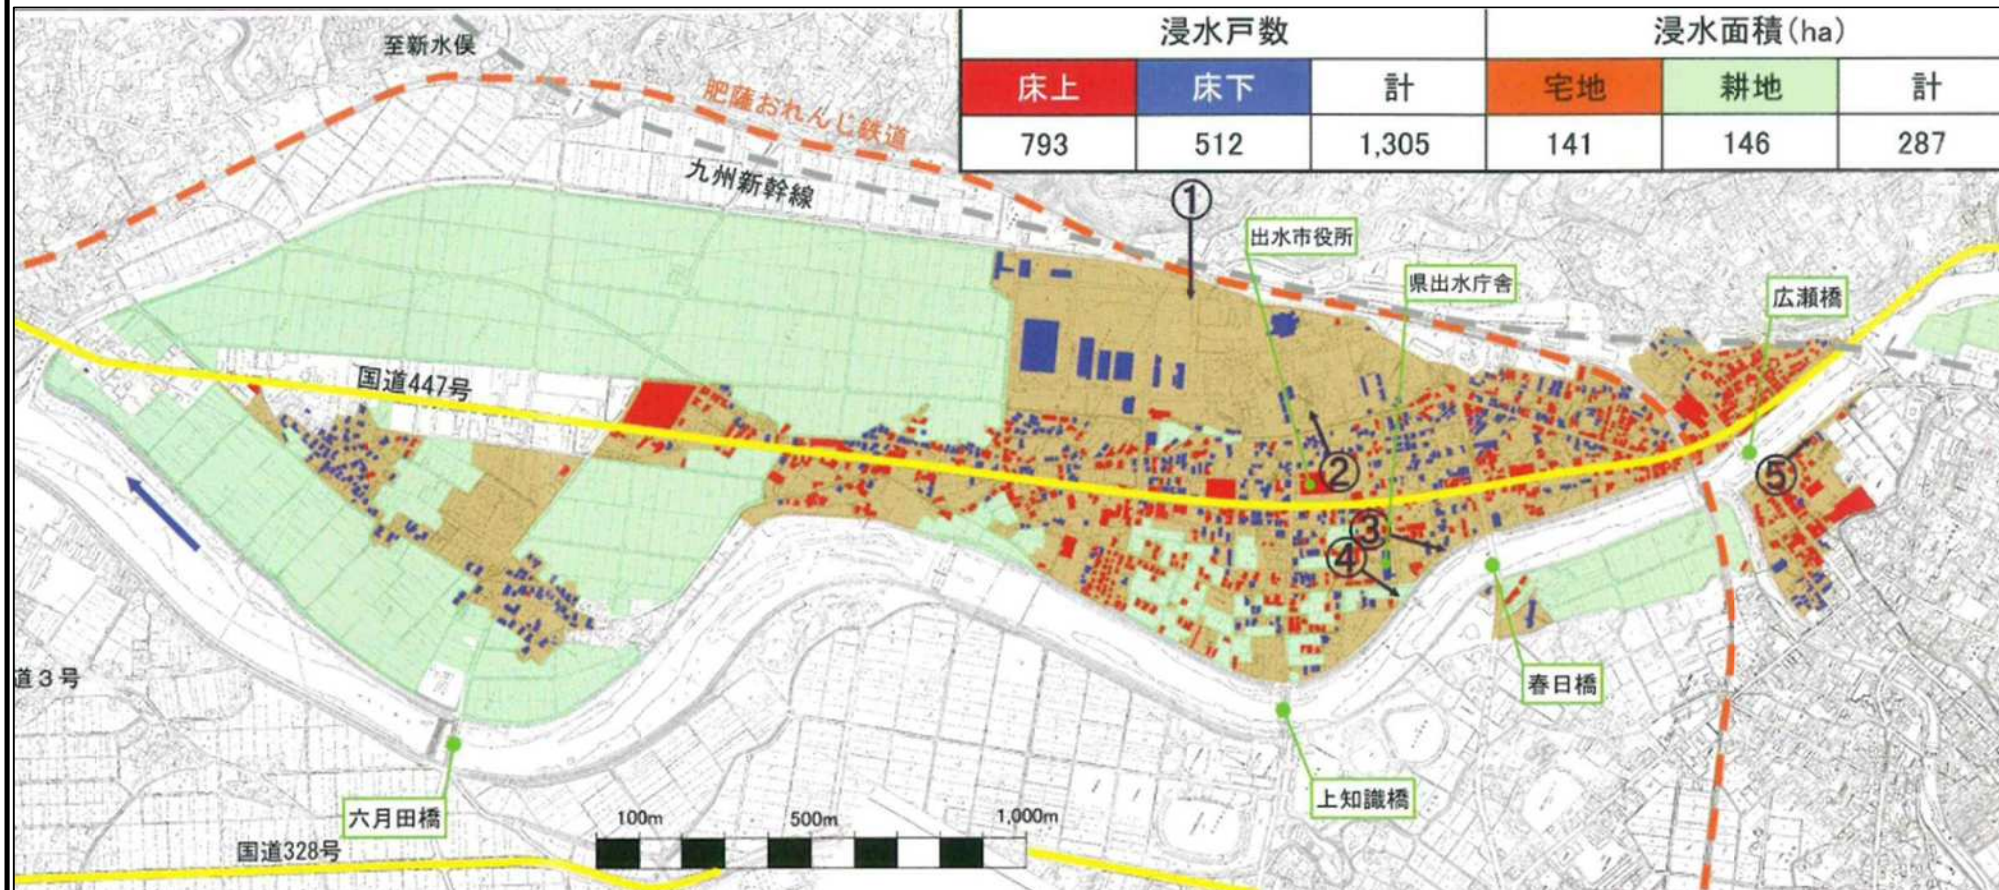 浸水戸数 浸水面積(ha)
床上 床下 計 宅地 耕地 計
793 512 1,305 141 146 287
至新水俣
肥薩おれんじ鉄道
九州新幹線
①
出水市役所
県出水庁舎
広瀬橋
国道447号
②
⑤
③
④
道3号
春日橋
六月田橋
上知識橋
100m 500m 1,000m
国道328号